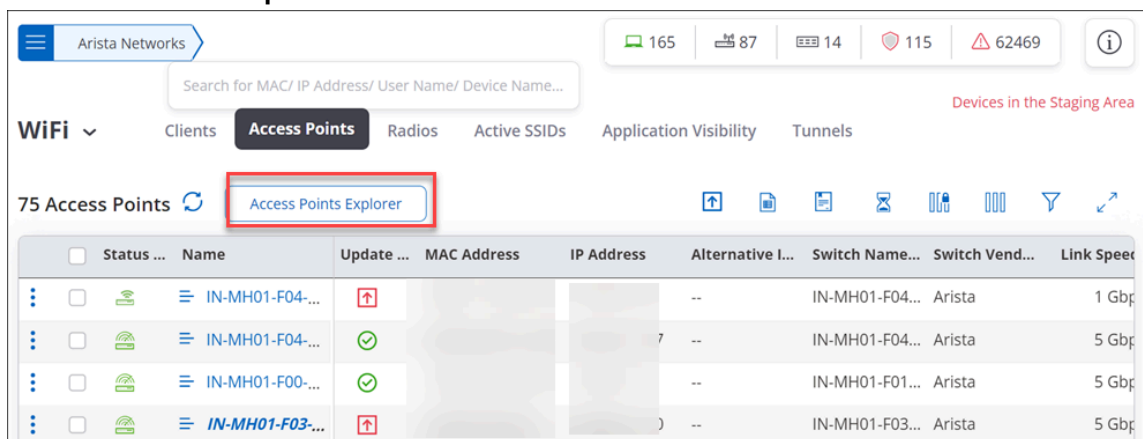 Arista Networks
165
87
14
115
62469
Search for MAC/ IP Address/ User Name/ Device Name...
Devices in the Staging Area
WiFi
Clients
Access Points
Radios
Active SSIDs
Application Visibility
Tunnels
75 Access Points
Access Points Explorer
Status ... Name Update ... MAC Address IP Address Alternative I... Switch Name... Switch Vend... Link Speed
IN-MH01-F04-... -- IN-MH01-F04... Arista 1 Gbp
IN-MH01-F04-... 7 -- IN-MH01-F04... Arista 5 Gbp
IN-MH01-F00-... -- IN-MH01-F01... Arista 5 Gbp
IN-MH01-F03-... -- IN-MH01-F03... Arista 5 Gbp